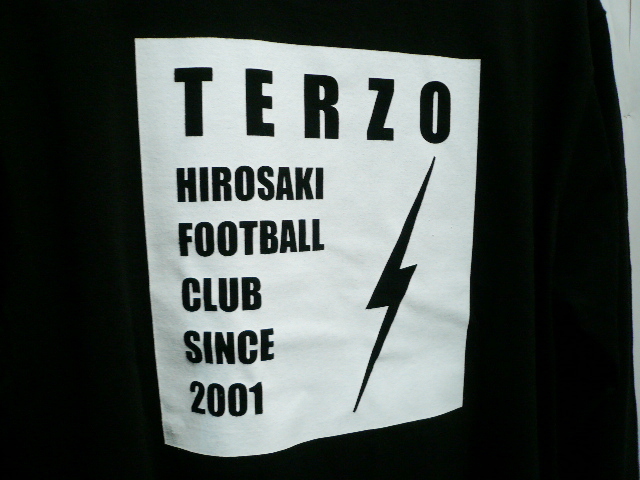 TERZO
HIROSAKI
FOOTBALL
CLUB
SINCE
2001